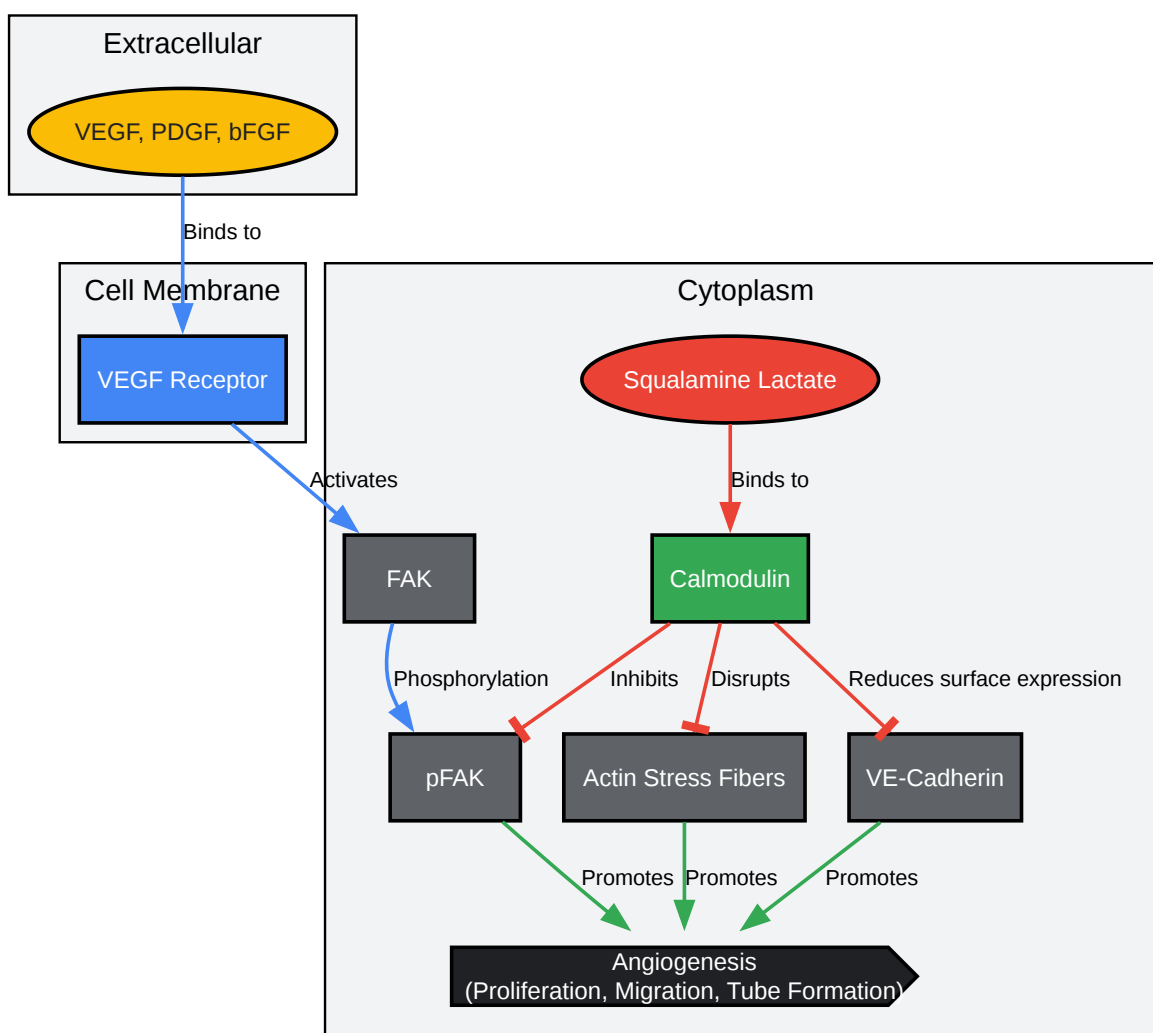 Extracellular
VEGF, PDGF, bFGF
Binds to
Cell Membrane
VEGF Receptor
Cytoplasm
Squalamine Lactate
Activates
Binds to
FAK
Calmodulin
Phosphorylation
Inhibits
Disrupts
Reduces surface expression
pFAK
Actin Stress Fibers
VE-Cadherin
Promotes
Promotes
Promotes
Angiogenesis
(Proliferation, Migration, Tube Formation)